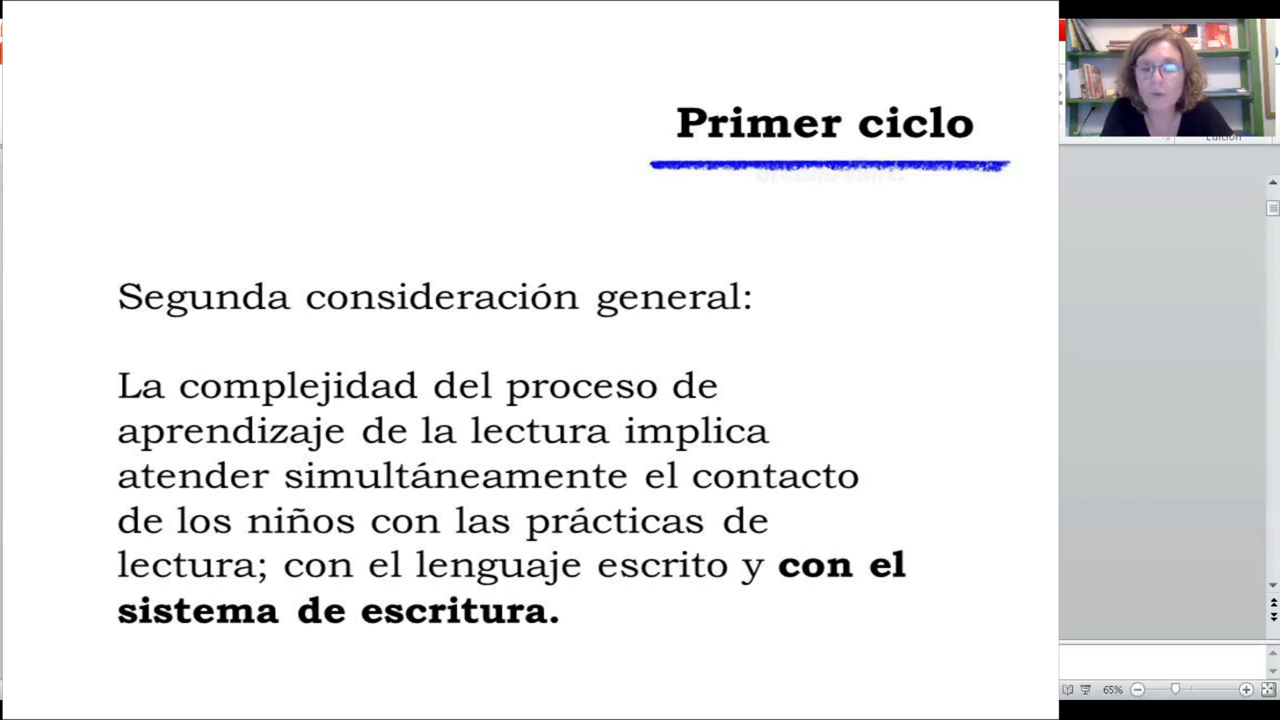 Primer ciclo
Segunda consideración general:
La complejidad del proceso de
aprendizaje de la lectura implica
atender simultáneamente el contacto
de los niños con las prácticas de
lectura; con el lenguaje escrito y con el
sistema de escritura.
65%